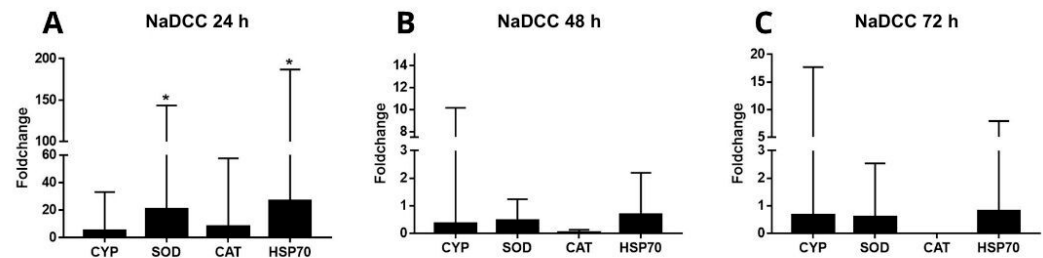 A NaDCC 24 h
Foldchange
200
150
100
60
40
20
0
* *
CYP SOD CAT HSP70
B NaDCC 48 h
Foldchange
14
12
10
8
3
2
1
0
CYP SOD CAT HSP70
C NaDCC 72 h
Foldchange
20
15
10
5
3
2
1
0
CYP SOD CAT HSP70